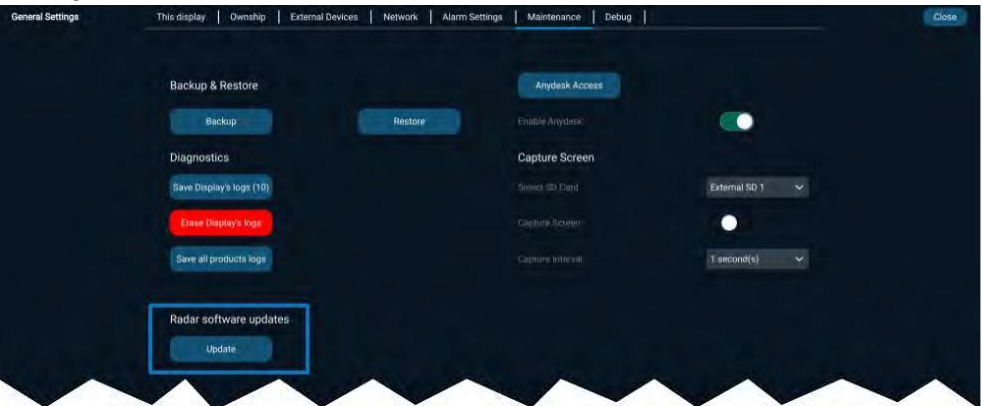 General Settings
This display | Ownship | External Devices | Network | Alarm Settings | Maintenance | Debug |
Close
Backup & Restore
Backup
Restore
Diagnostics
Save Display's logs (10)
Erase Display's logs
Save all products logs
Radar software updates
Update
Anydesk Access
Enable Anydesk
Capture Screen
Select SD Card
External SD 1
Capture Screen
Capture Interval
1 second(s)